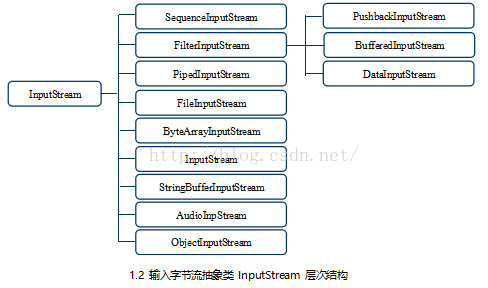 SequenceInputStream
PushbackInputStream
FilterInputStream
BufferedInputStream
PipedInputStream
DataInputStream
InputStream
FileInputStream
ByteArrayInputStream
http://blog.csdn.net/
InputStream
StringBufferInputStream
AudioInpStream
ObjectInputStream
1.2 输入字节流抽象类 InputStream 层次结构